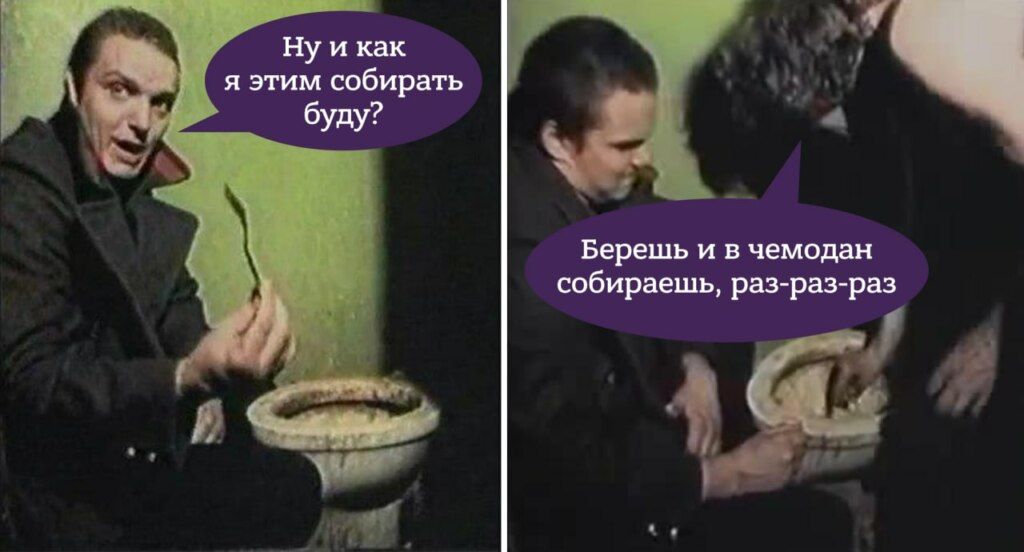 Ну и как
я этим собирать
буду?
Берешь и в чемодан
собираешь, раз-раз-раз